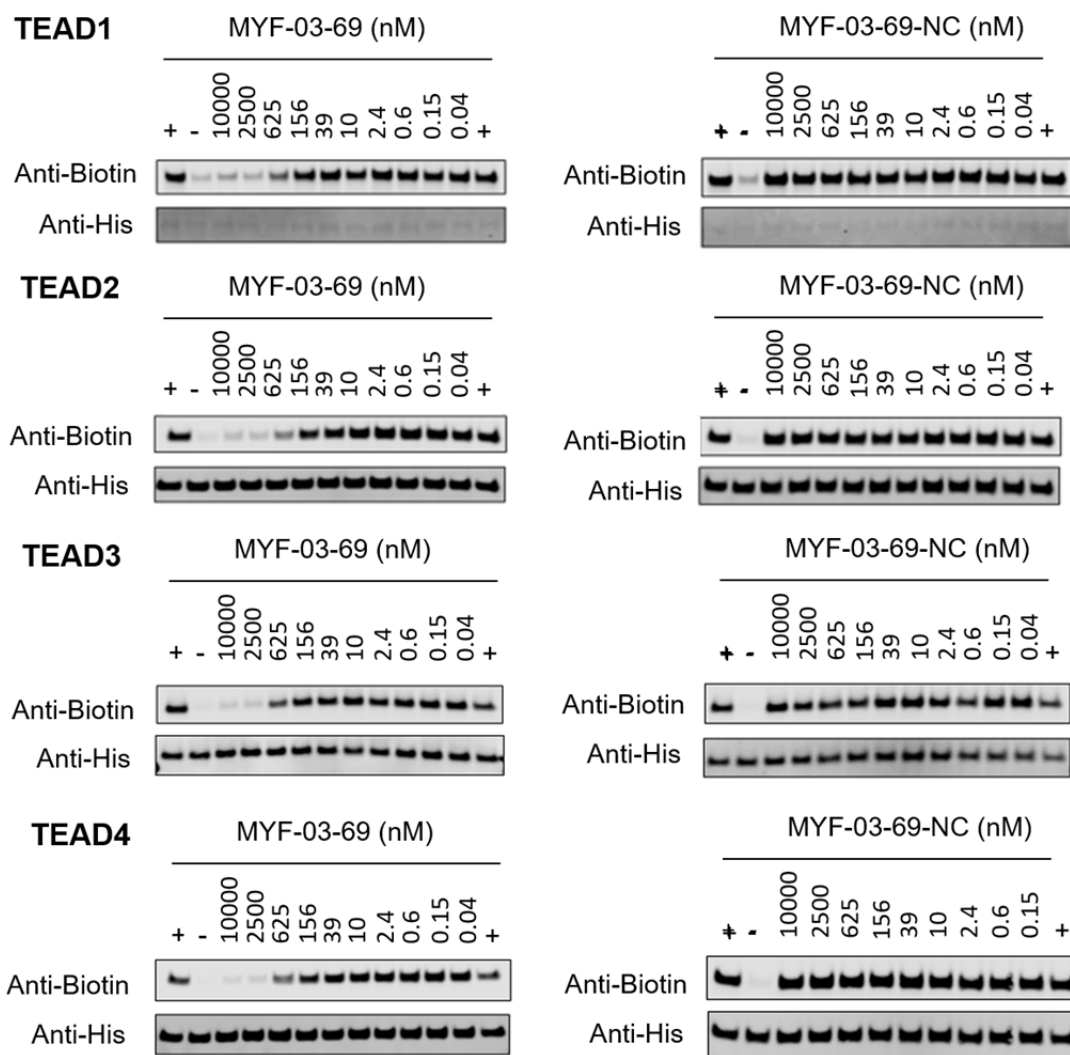 TEAD1
MYF-03-69 (nM)
+ - 10000 2500 625 156 39 10 2.4 0.6 0.15 0.04 +
Anti-Biotin
Anti-His
MYF-03-69-NC (nM)
+ - 10000 2500 625 156 39 10 2.4 0.6 0.15 0.04 +
Anti-Biotin
Anti-His
TEAD2
MYF-03-69 (nM)
+ - 10000 2500 625 156 39 10 2.4 0.6 0.15 0.04 +
Anti-Biotin
Anti-His
MYF-03-69-NC (nM)
+ - 10000 2500 625 156 39 10 2.4 0.6 0.15 0.04 +
Anti-Biotin
Anti-His
TEAD3
MYF-03-69 (nM)
+ - 10000 2500 625 156 39 10 2.4 0.6 0.15 0.04 +
Anti-Biotin
Anti-His
MYF-03-69-NC (nM)
+ - 10000 2500 625 156 39 10 2.4 0.6 0.15 0.04 +
Anti-Biotin
Anti-His
TEAD4
MYF-03-69 (nM)
+ - 10000 2500 625 156 39 10 2.4 0.6 0.15 0.04 +
Anti-Biotin
Anti-His
MYF-03-69-NC (nM)
+ - 10000 2500 625 156 39 10 2.4 0.6 0.15 +
Anti-Biotin
Anti-His